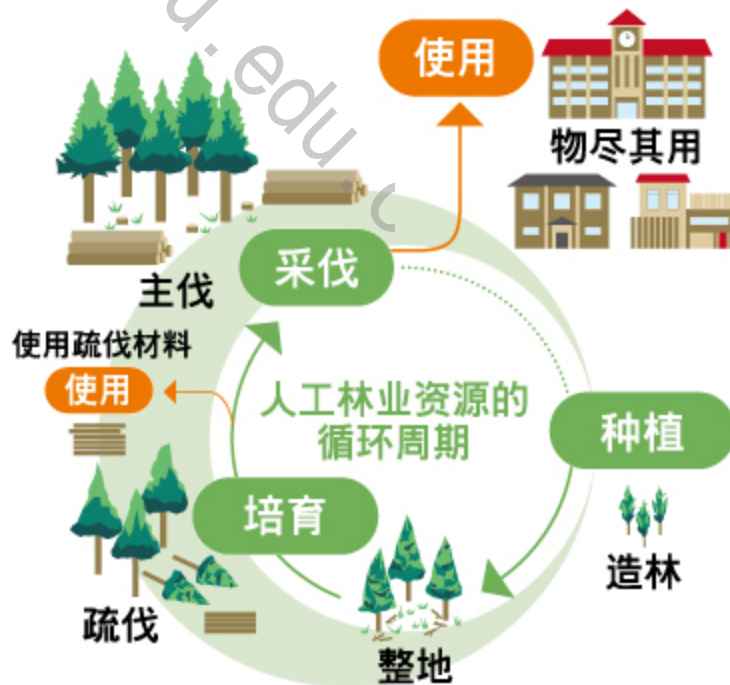 u.edu.c
使用
物尽其用
采伐
主伐
使用疏伐材料
使用
人工林业资源的
循环周期
种植
培育
造林
疏伐
整地